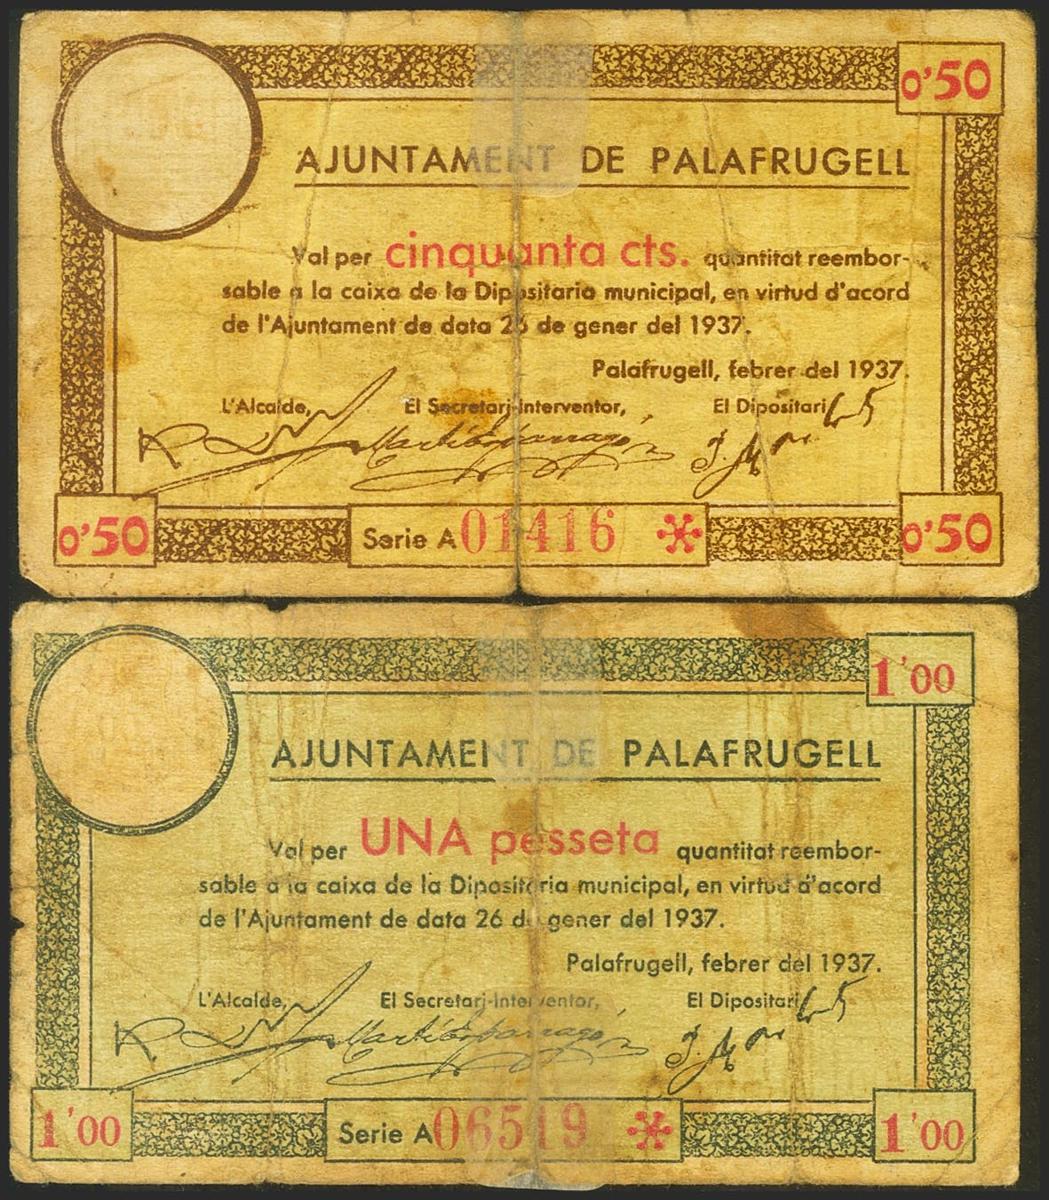 0'50
AJUNTAMENT DE PALAFRUGELL
Val per cinquanta cts. quantitat reembor-
sable a la caixa de la Dipositaria municipal, en virtud d'acord
de l'Ajuntament de data 26 de gener del 1937.
Palafrugell, febrer del 1937.
L'Alcalde, El Secretari-Interventor, El Dipositari
0'50 Serie A 01416 0'50
1'00
AJUNTAMENT DE PALAFRUGELL
Val per UNA pesseta quantitat reembor-
sable a la caixa de la Dipositaria municipal, en virtud d'acord
de l'Ajuntament de data 26 de gener del 1937.
Palafrugell, febrer del 1937.
L'Alcalde, El Secretari-Interventor, El Dipositari
1'00 Serie A 06519 1'00